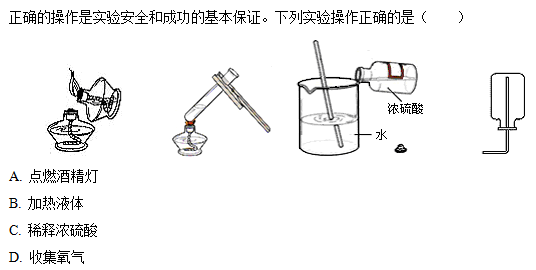 正确的操作是实验安全和成功的基本保证。下列实验操作正确的是（　　）
浓硫酸
水
A. 点燃酒精灯
B. 加热液体
C. 稀释浓硫酸
D. 收集氧气